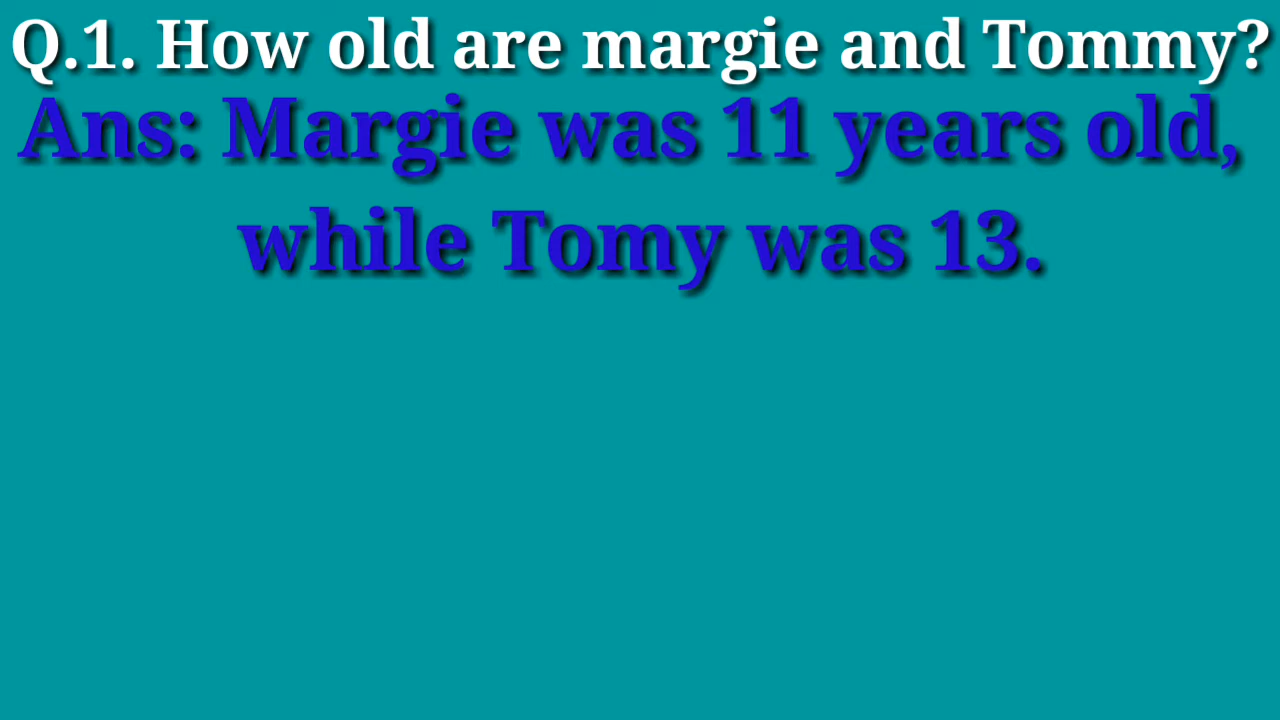 Q.1. How old are margie and Tommy?
Ans: Margie was 11 years old,
while Tomy was 13.